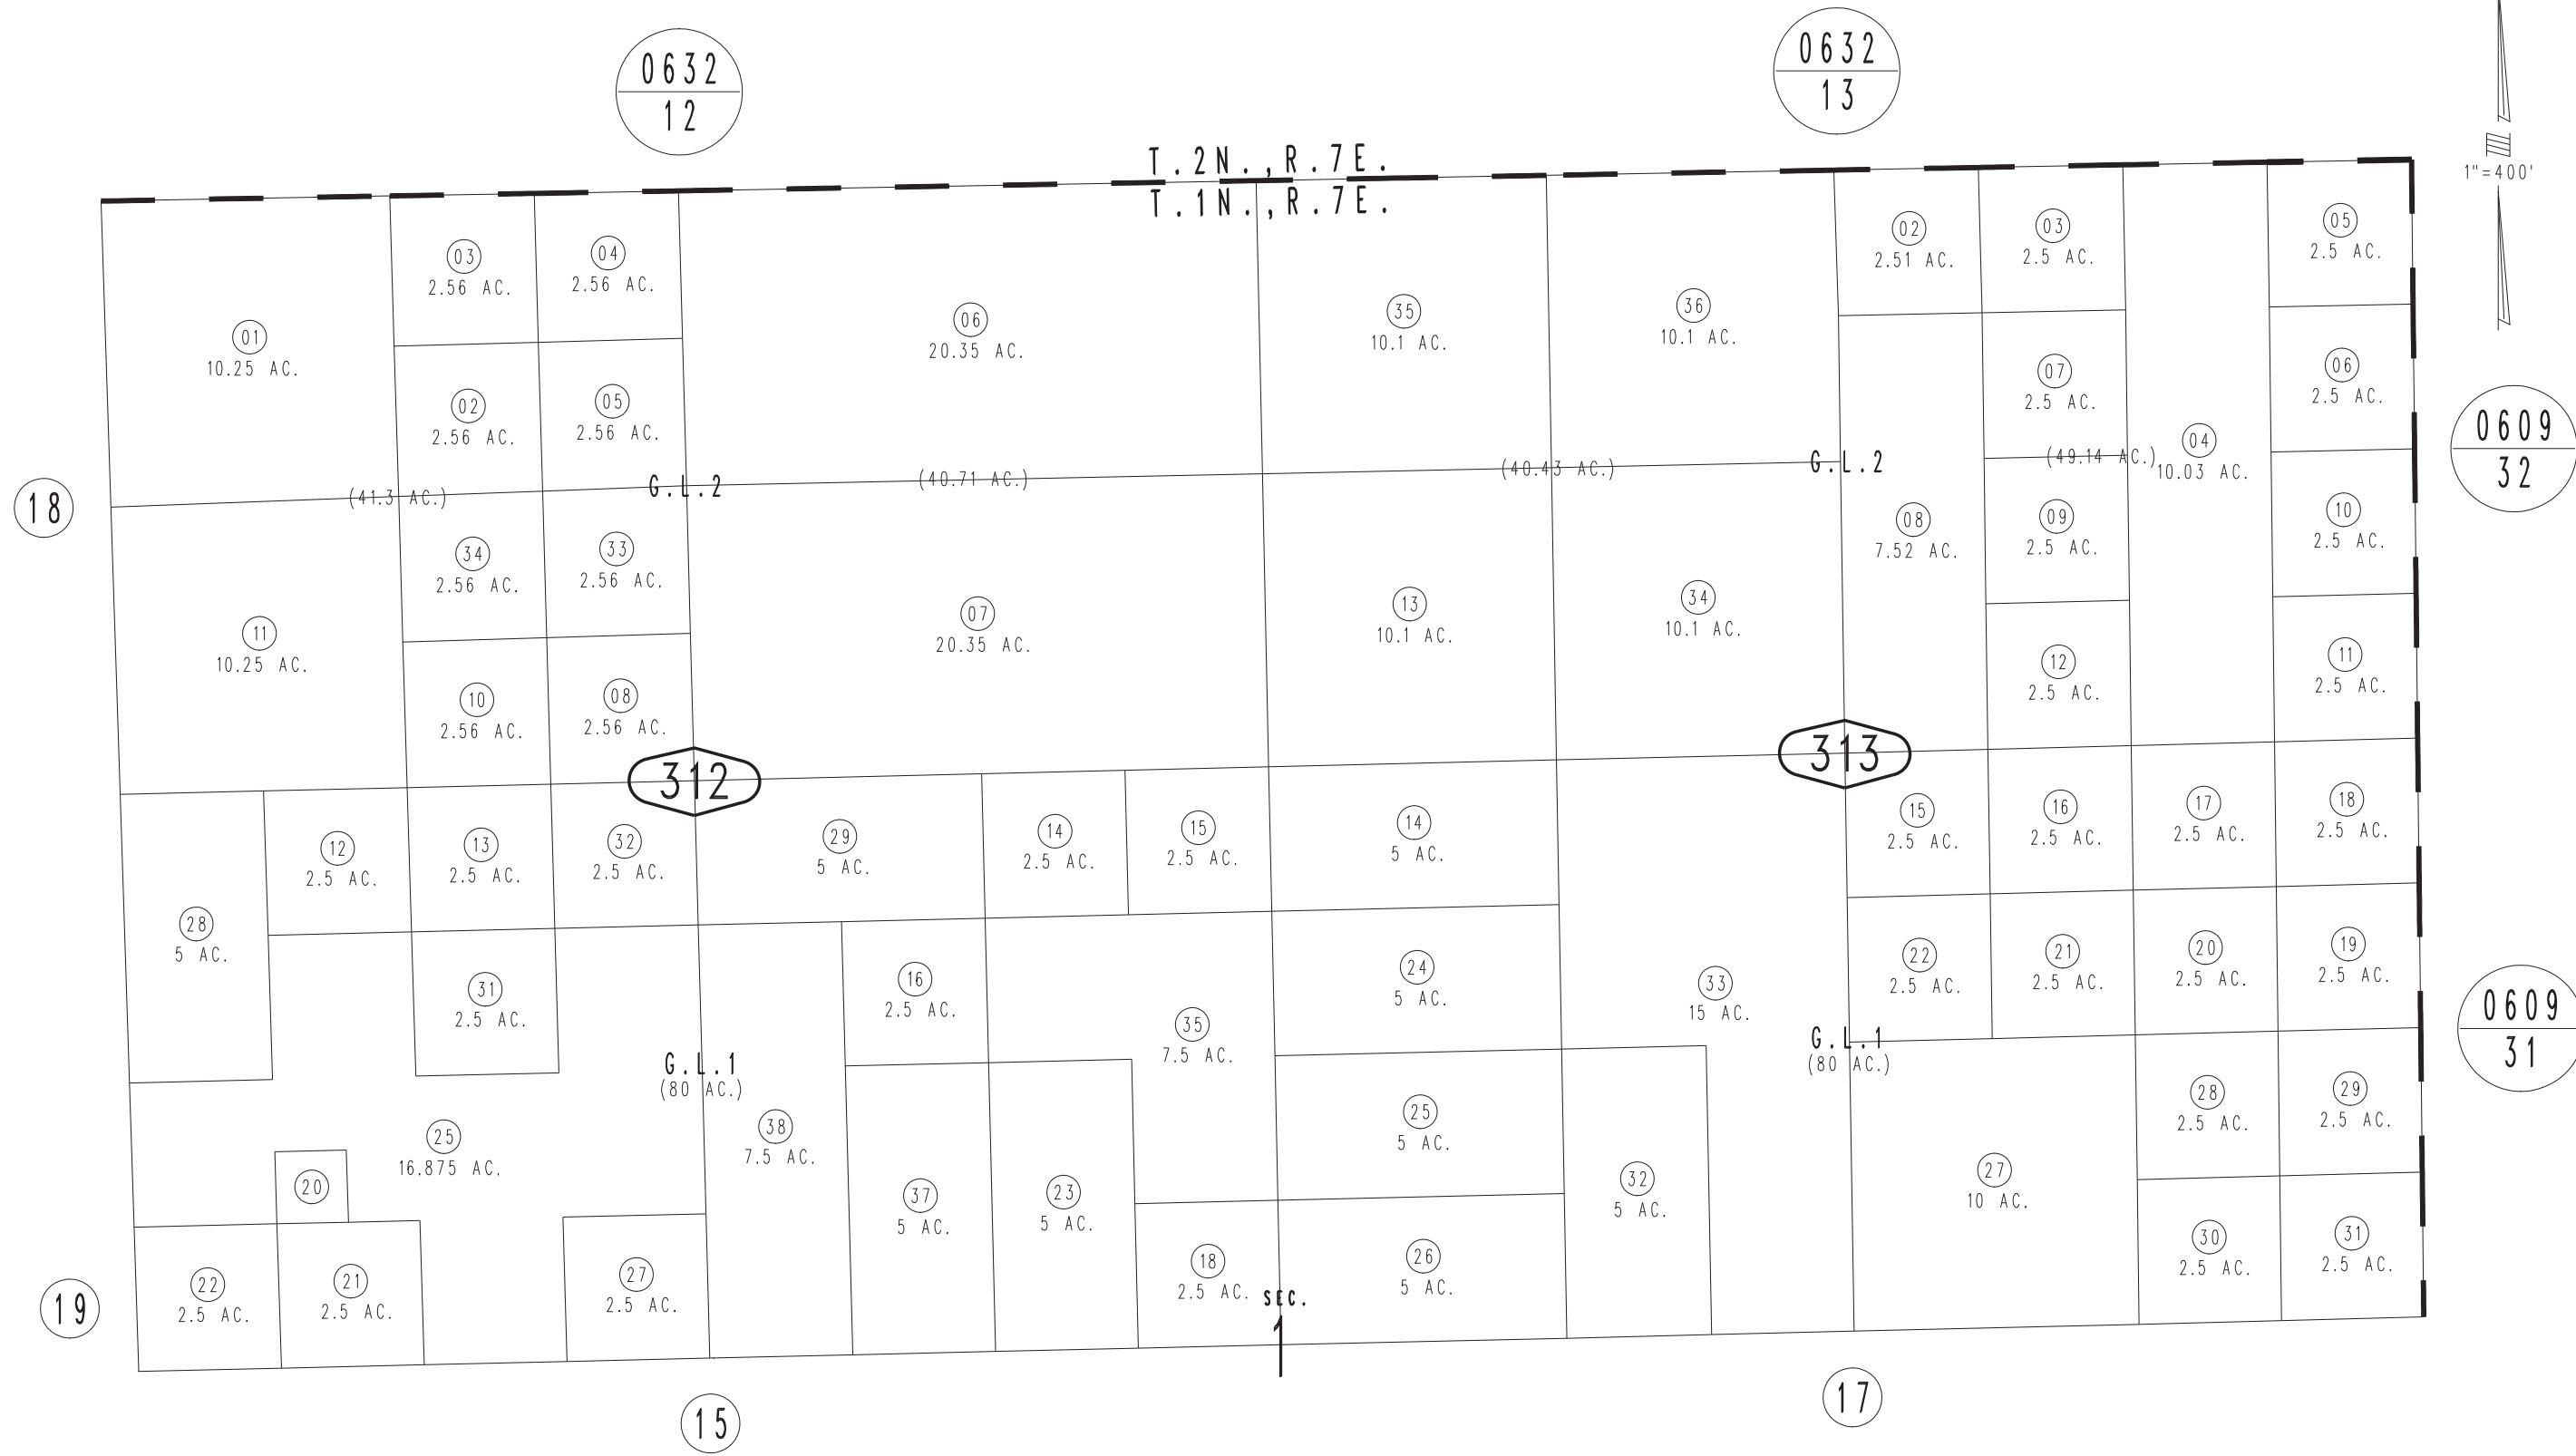 0632
12
0632
13
T.2N.,R.7E.
T.1N.,R.7E.
1"=400'
01
10.25 AC.
03
2.56 AC.
04
2.56 AC.
02
2.56 AC.
05
2.56 AC.
06
20.35 AC.
35
10.1 AC.
36
10.1 AC.
02
2.51 AC.
03
2.5 AC.
05
2.5 AC.
07
2.5 AC.
06
2.5 AC.
04
10.03 AC.
0609
32
18
(41.3 AC.)
G.L.2
(40.71 AC.)
(40.43 AC.)
G.L.2
(49.14 AC.)
11
10.25 AC.
34
2.56 AC.
33
2.56 AC.
10
2.56 AC.
08
2.56 AC.
07
20.35 AC.
13
10.1 AC.
34
10.1 AC.
08
7.52 AC.
09
2.5 AC.
10
2.5 AC.
12
2.5 AC.
11
2.5 AC.
312
313
28
5 AC.
12
2.5 AC.
13
2.5 AC.
32
2.5 AC.
29
5 AC.
14
2.5 AC.
15
2.5 AC.
14
5 AC.
15
2.5 AC.
16
2.5 AC.
17
2.5 AC.
18
2.5 AC.
31
2.5 AC.
16
2.5 AC.
35
7.5 AC.
24
5 AC.
33
15 AC.
22
2.5 AC.
21
2.5 AC.
20
2.5 AC.
19
2.5 AC.
0609
31
G.L.1
(80 AC.)
G.L.1
(80 AC.)
25
16.875 AC.
20
38
7.5 AC.
37
5 AC.
23
5 AC.
25
5 AC.
32
5 AC.
27
10 AC.
28
2.5 AC.
29
2.5 AC.
19
22
2.5 AC.
21
2.5 AC.
27
2.5 AC.
18
2.5 AC.
26
5 AC.
30
2.5 AC.
31
2.5 AC.
SEC.
1
15
17